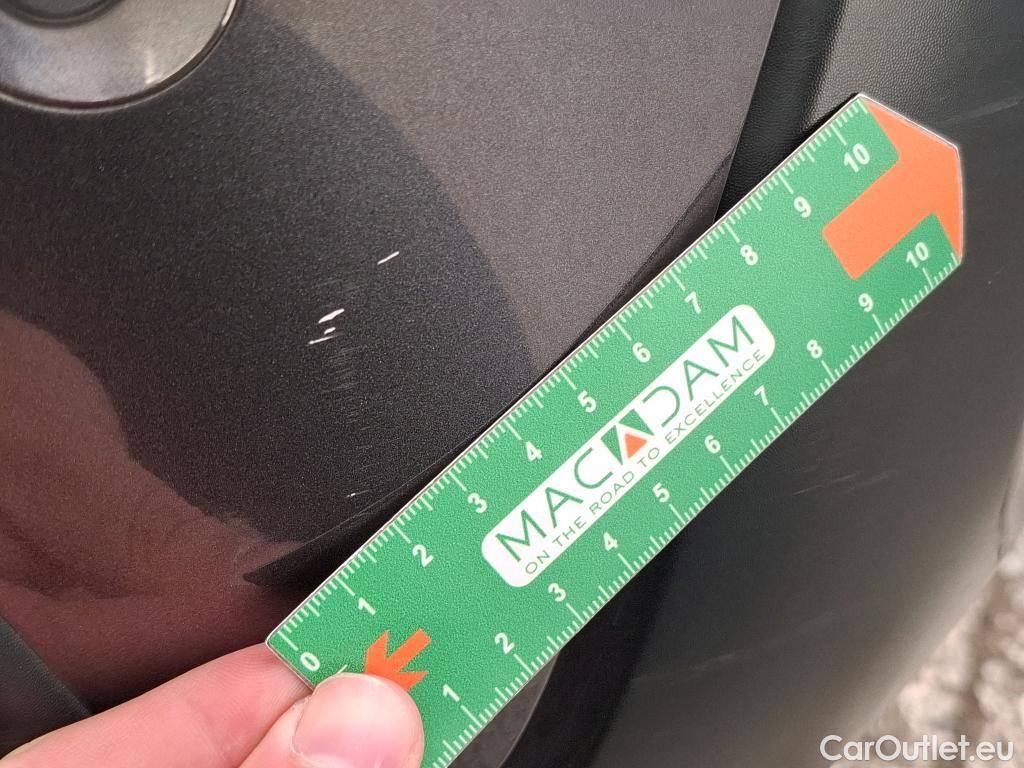 0 1 2 3 4 5 6 7 8 9 10
MACADAM
ON THE ROAD TO EXCELLENCE
1 2 3 4 5 6 7 8 9 10
CarOutlet.eu